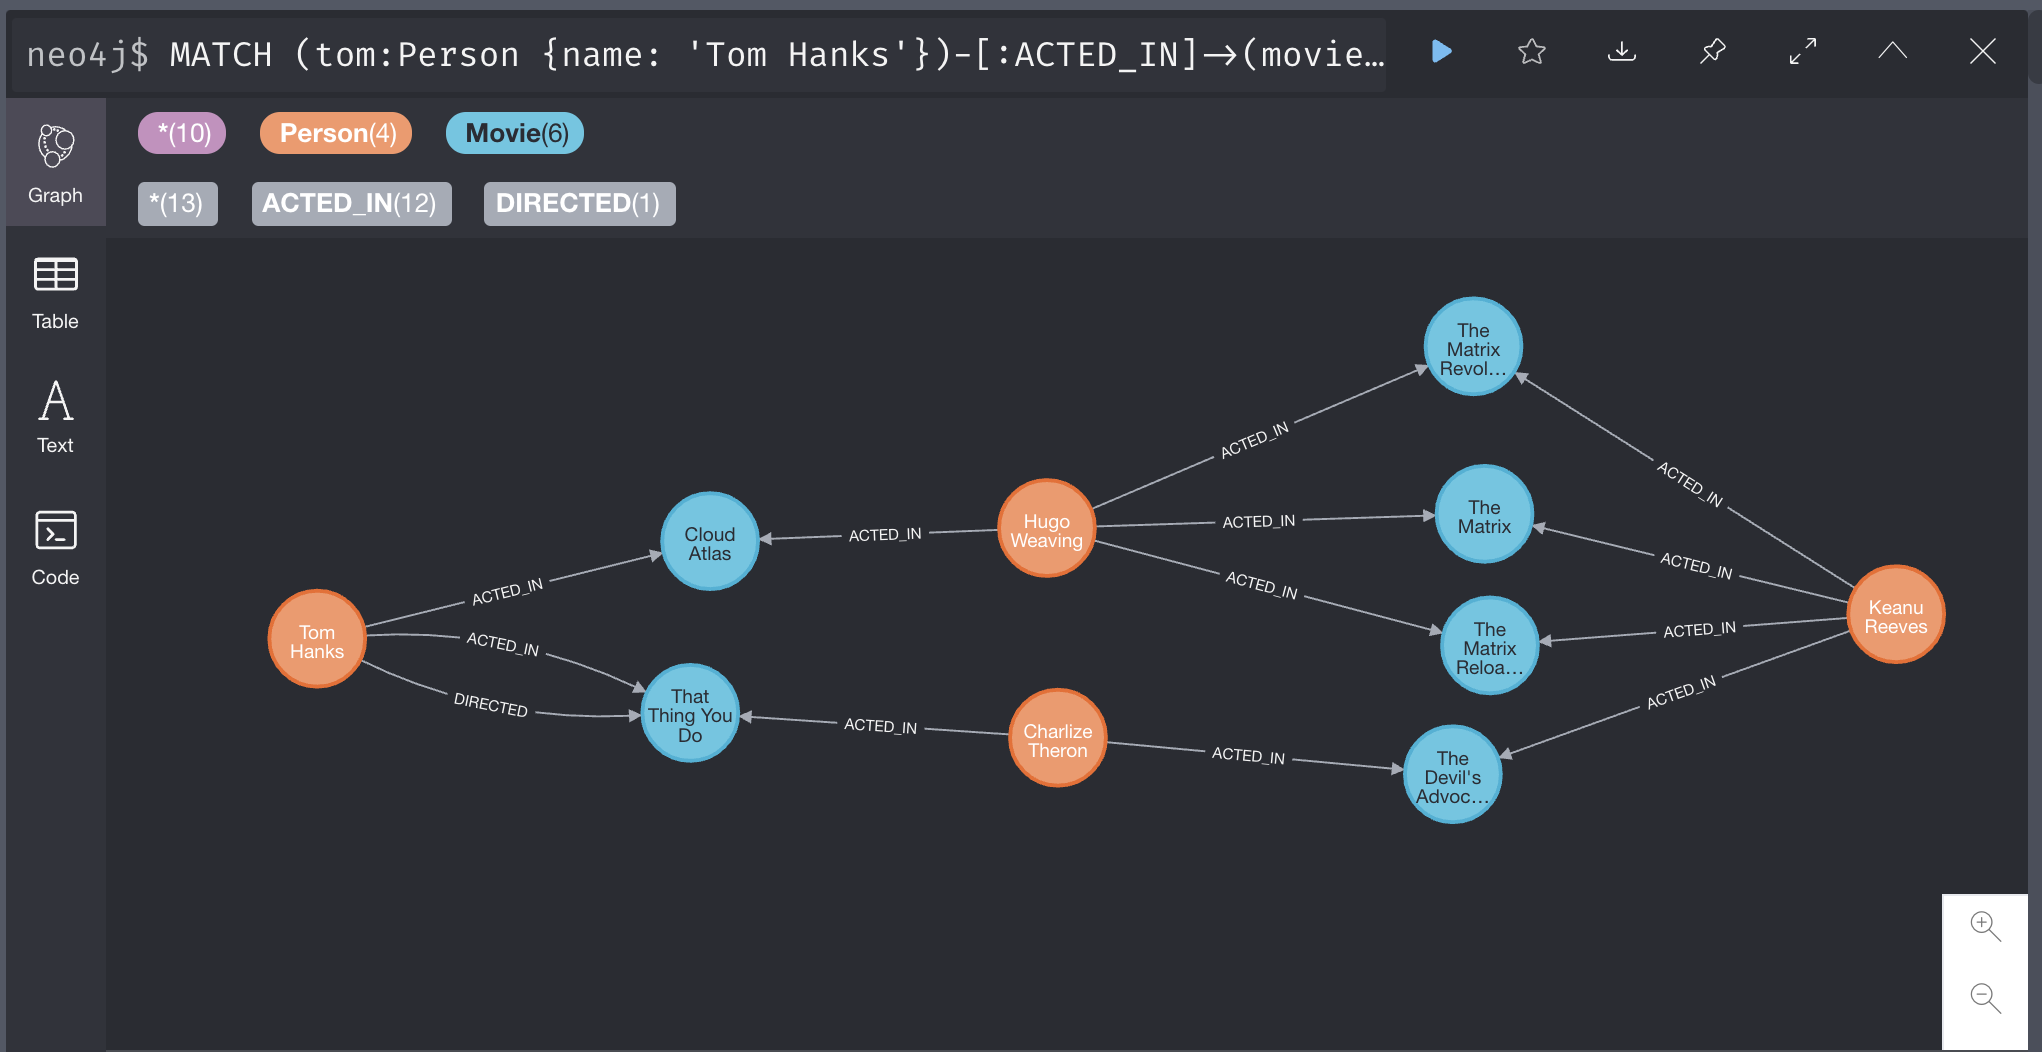 neo4j$ MATCH (tom:Person {name: 'Tom Hanks'})-[:ACTED_IN]->(movie…
*(10) Person(4) Movie(6)
*(13) ACTED_IN(12) DIRECTED(1)
Graph
Table
Text
Code
The
Matrix
Revol…
ACTED_IN
ACTED_IN
The
Matrix
Hugo
Weaving
ACTED_IN
Cloud
Atlas
ACTED_IN
ACTED_IN
ACTED_IN
ACTED_IN
Keanu
Reeves
Tom
Hanks
ACTED_IN
ACTED_IN
The
Matrix
Reloa…
ACTED_IN
ACTED_IN
DIRECTED
That
Thing You
Do
ACTED_IN
Charlize
Theron
ACTED_IN
The
Devil's
Advoc…